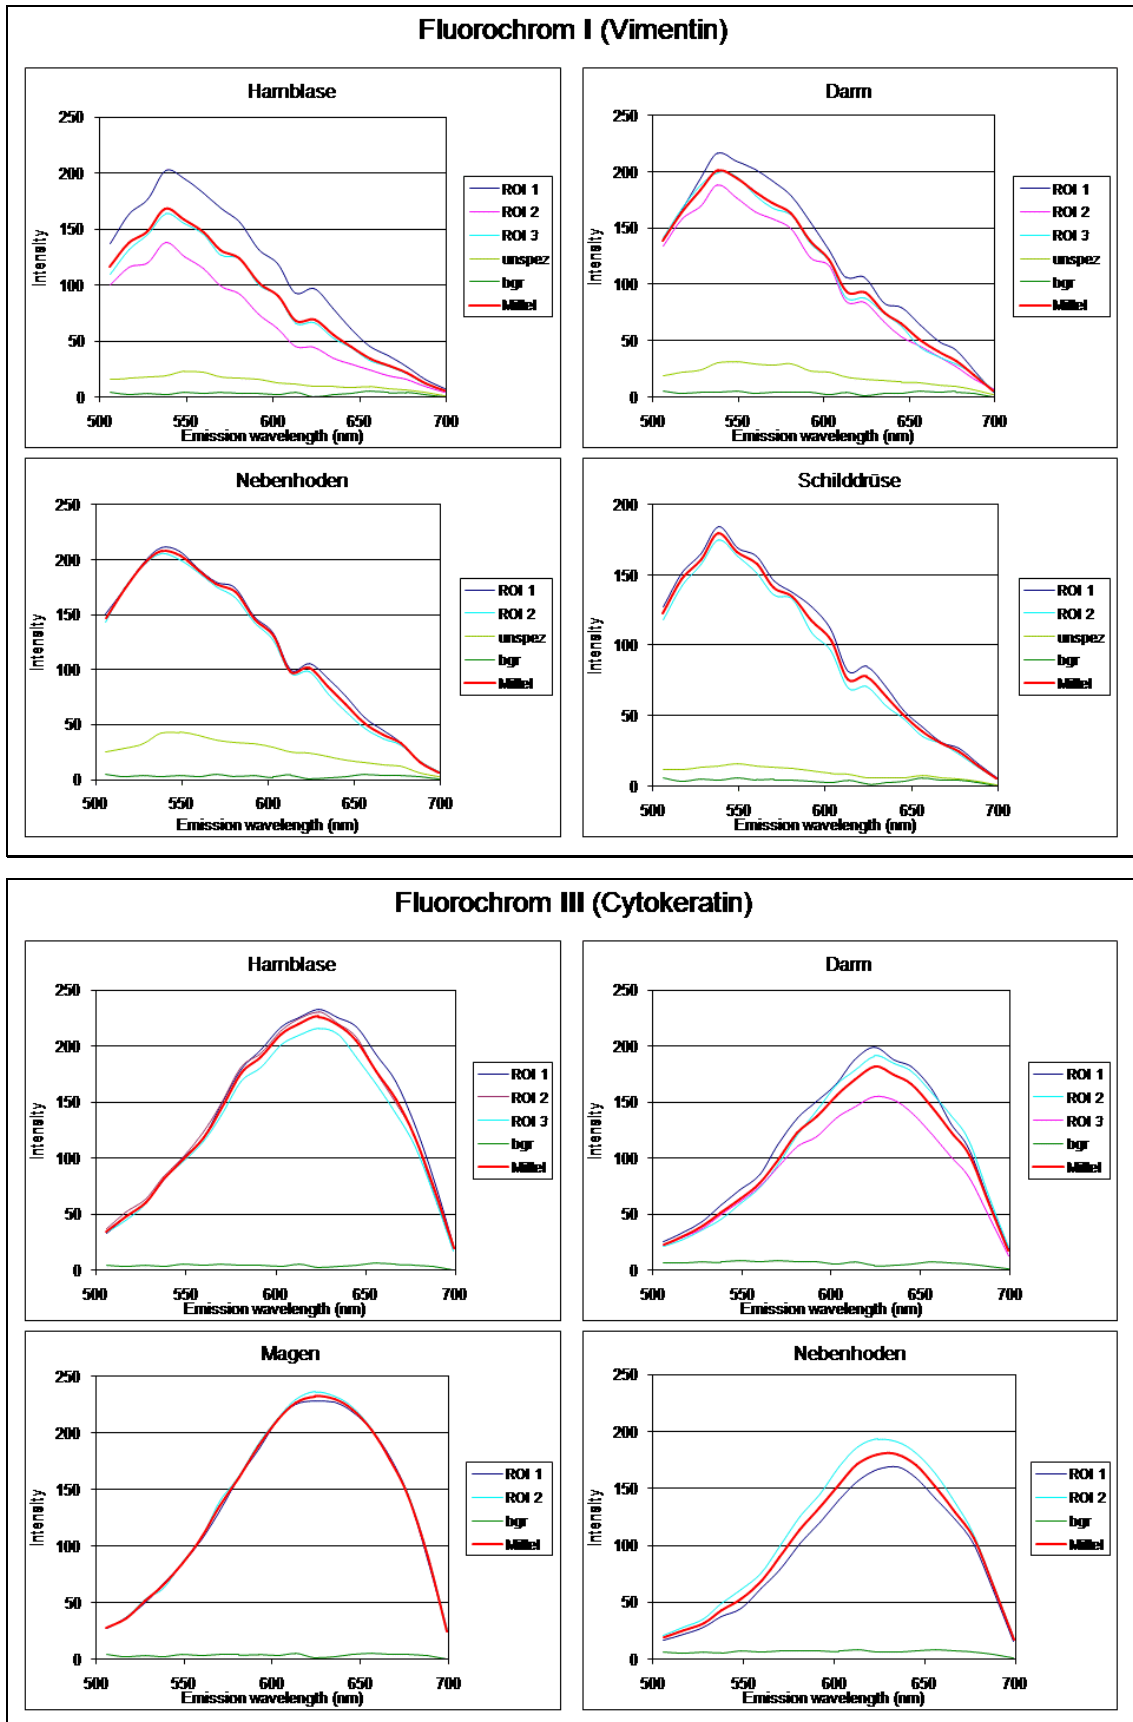 Fluorochrom I (Vimentin)
Harnblase
250
200
150
100
50
0
Intensity
500 550 600 650 700
Emission wavelength (nm)
ROI 1
ROI 2
ROI 3
unspez
bgr
Mittel
Darm
250
200
150
100
50
0
Intensity
500 550 600 650 700
Emission wavelength (nm)
ROI 1
ROI 2
ROI 3
unspez
bgr
Mittel
Nebenhoden
250
200
150
100
50
0
Intensity
500 550 600 650 700
Emission wavelength (nm)
ROI 1
ROI 2
unspez
bgr
Mittel
Schilddrüse
200
150
100
50
0
Intensity
500 550 600 650 700
Emission wavelength (nm)
ROI 1
ROI 2
unspez
bgr
Mittel
Fluorochrom III (Cytokeratin)
Harnblase
250
200
150
100
50
0
Intensity
500 550 600 650 700
Emission wavelength (nm)
ROI 1
ROI 2
ROI 3
bgr
Mittel
Darm
250
200
150
100
50
0
Intensity
500 550 600 650 700
Emission wavelength (nm)
ROI 1
ROI 2
ROI 3
bgr
Mittel
Magen
250
200
150
100
50
0
Intensity
500 550 600 650 700
Emission wavelength (nm)
ROI 1
ROI 2
bgr
Mittel
Nebenhoden
250
200
150
100
50
0
Intensity
500 550 600 650 700
Emission wavelength (nm)
ROI 1
ROI 2
bgr
Mittel